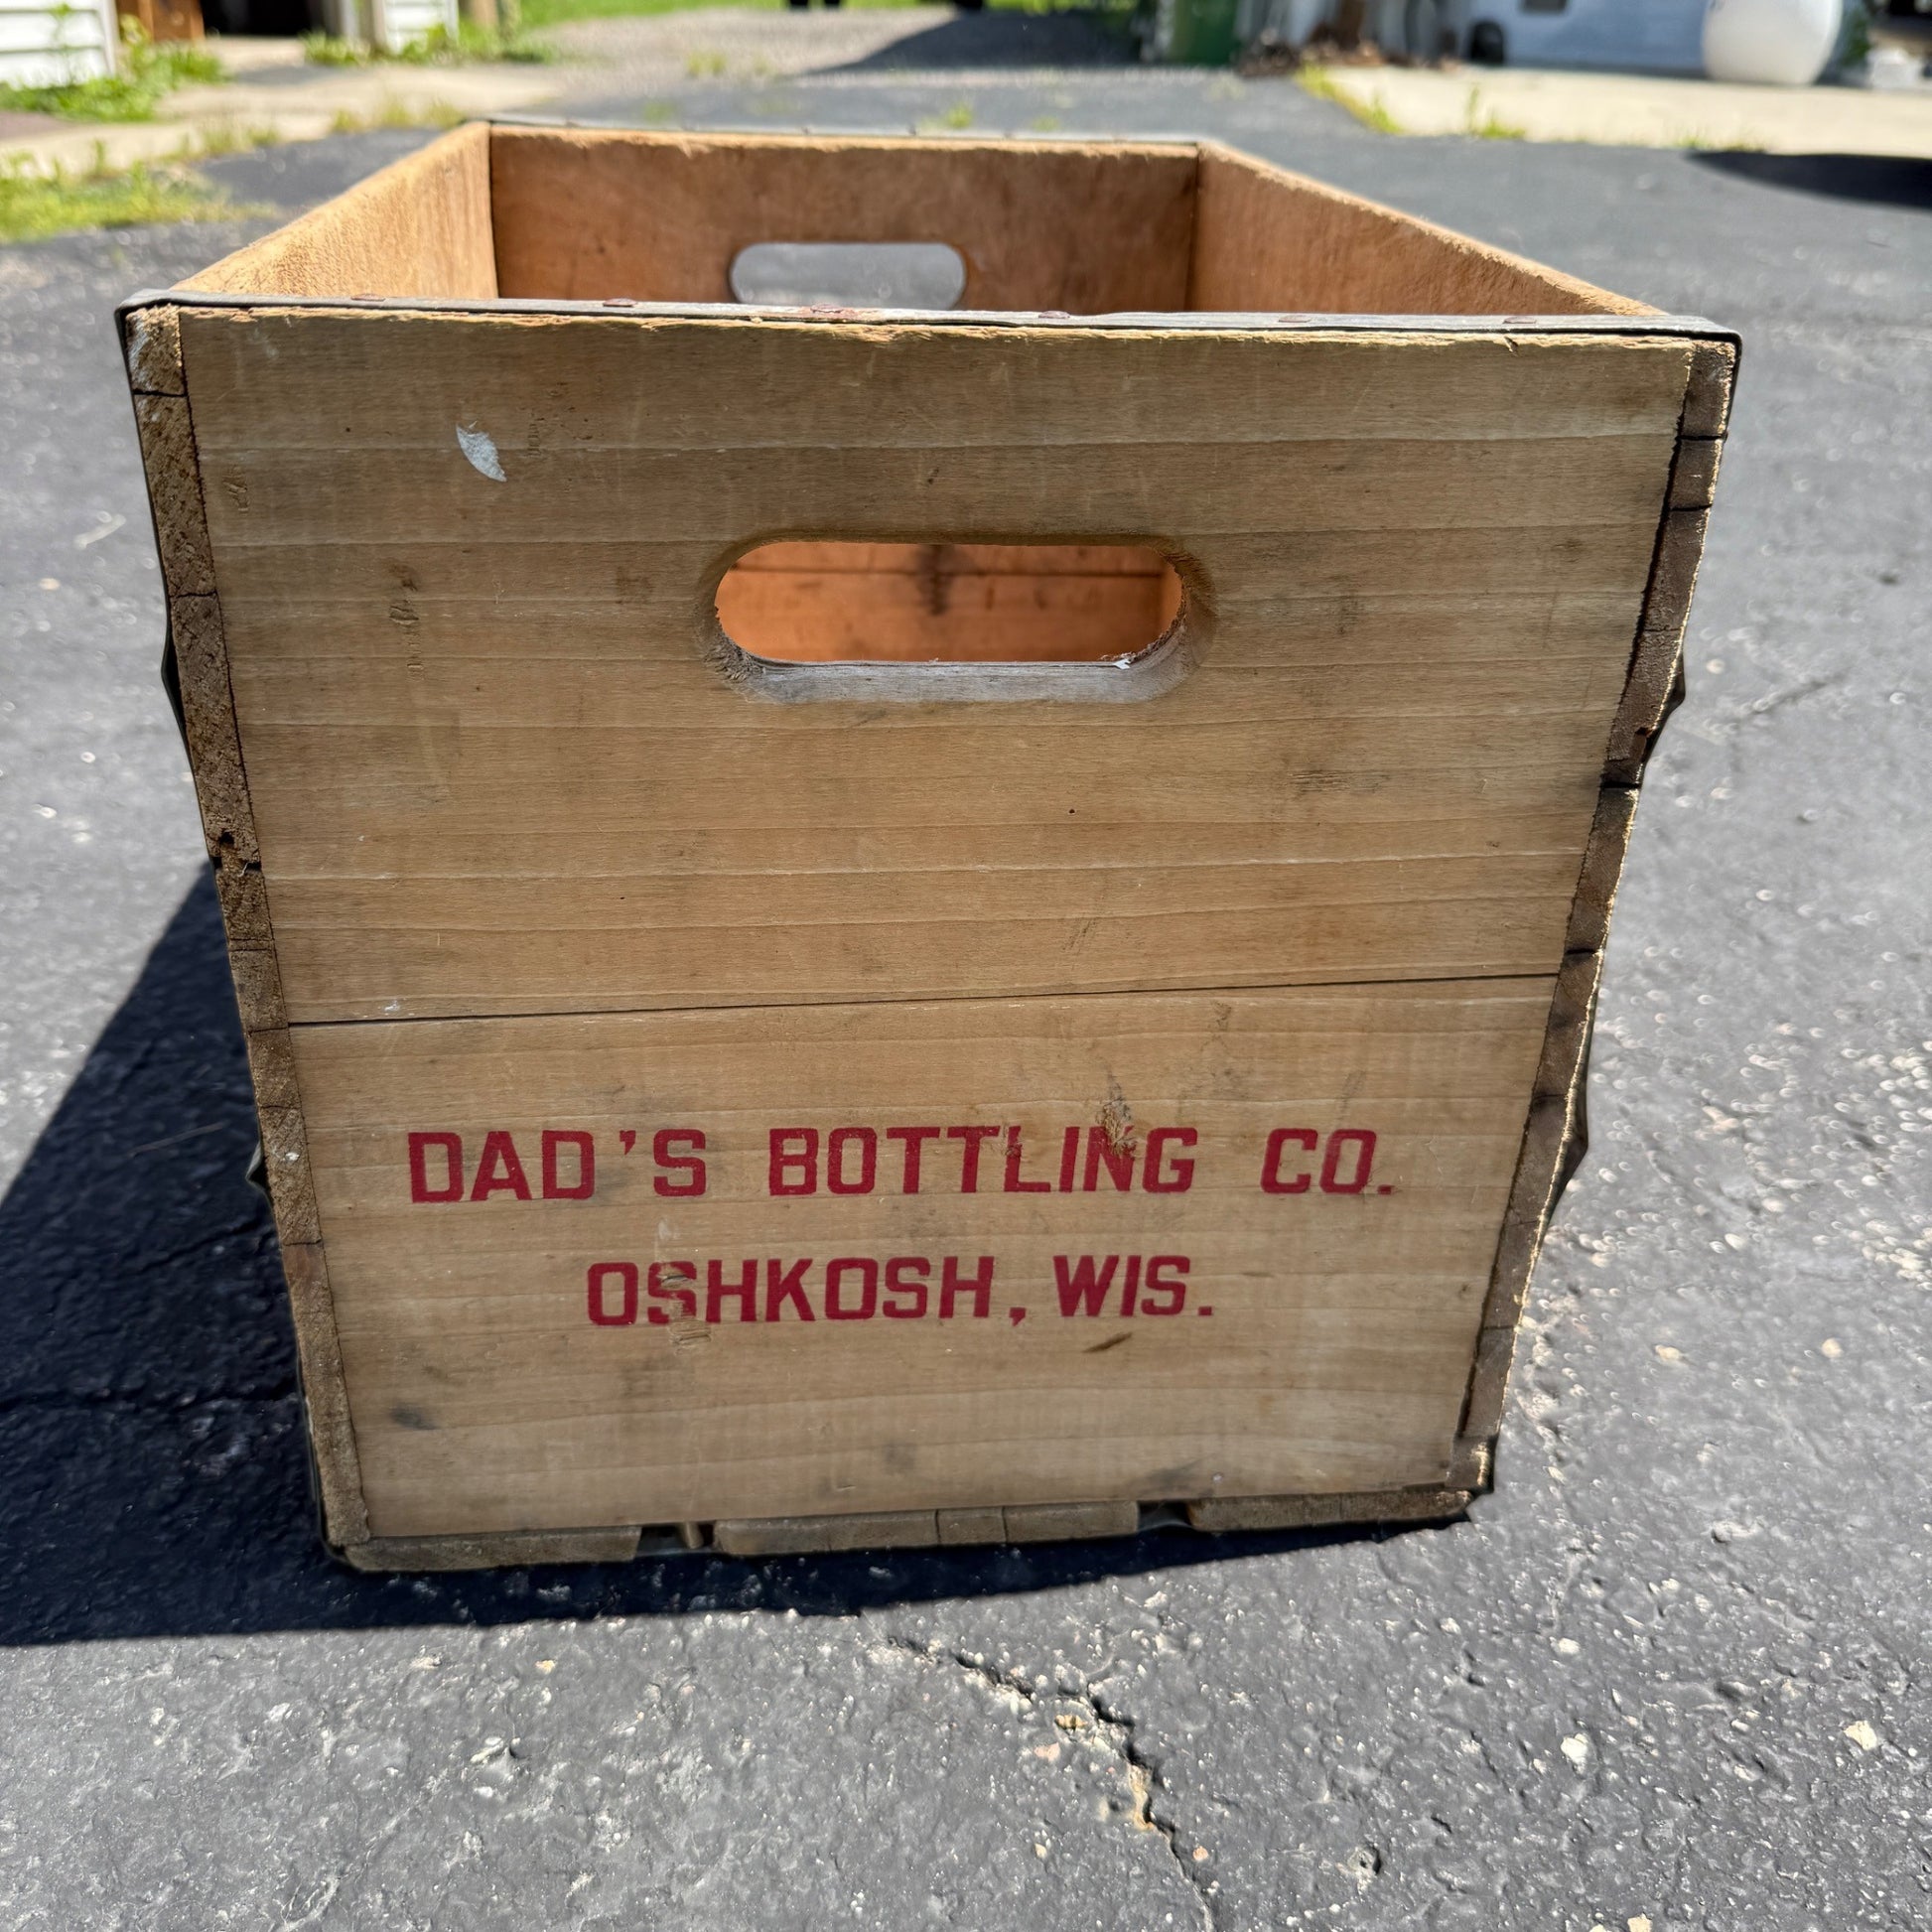 DAD'S BOTTLING CO.
OSHKOSH, WIS.